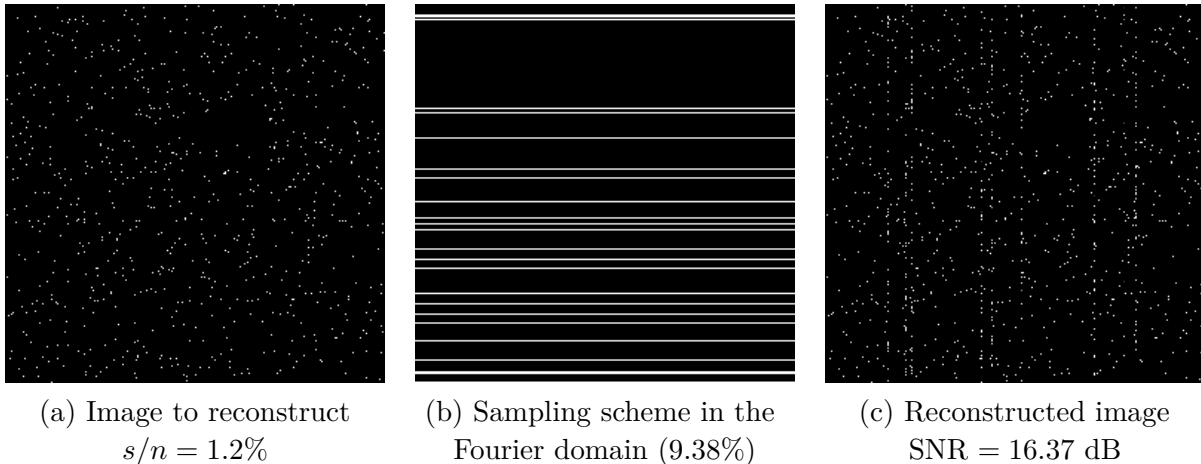 (a) Image to reconstruct
s/n = 1.2%
(b) Sampling scheme in the
Fourier domain (9.38%)
(c) Reconstructed image
SNR = 16.37 dB